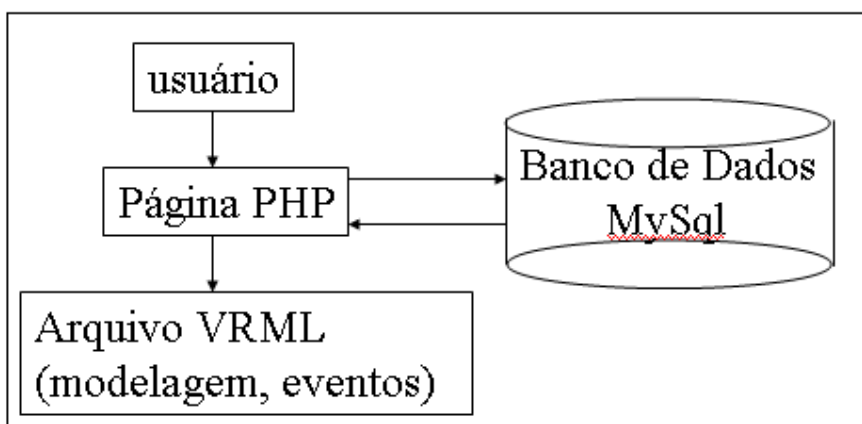 usuário
Página PHP
Banco de Dados
MySql
Arquivo VRML
(modelagem, eventos)